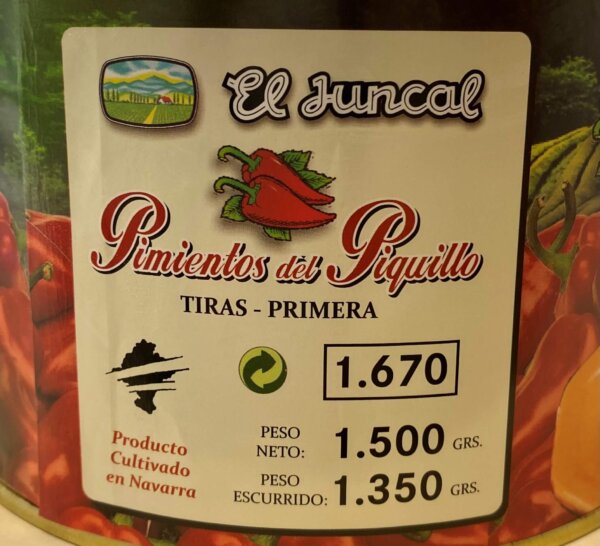 El Juncal
Pimientos del Piquillo
TIRAS - PRIMERA
1.670
Producto
Cultivado
en Navarra
PESO
NETO: 1.500 GRS.
PESO
ESCURRIDO: 1.350 GRS.